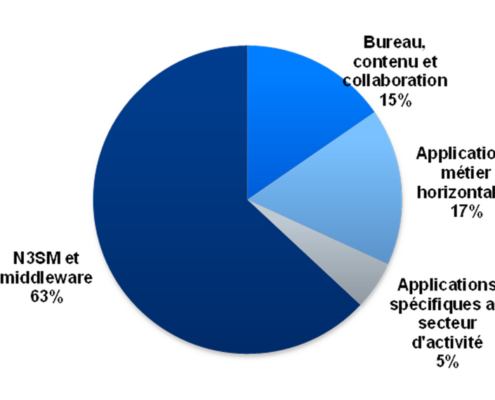 Bureau,
contenu et
collaboration
15%
Applicatio
métier
horizontal
17%
Applications
spécifiques a
secteur
d'activité
5%
N3SM et
middleware
63%